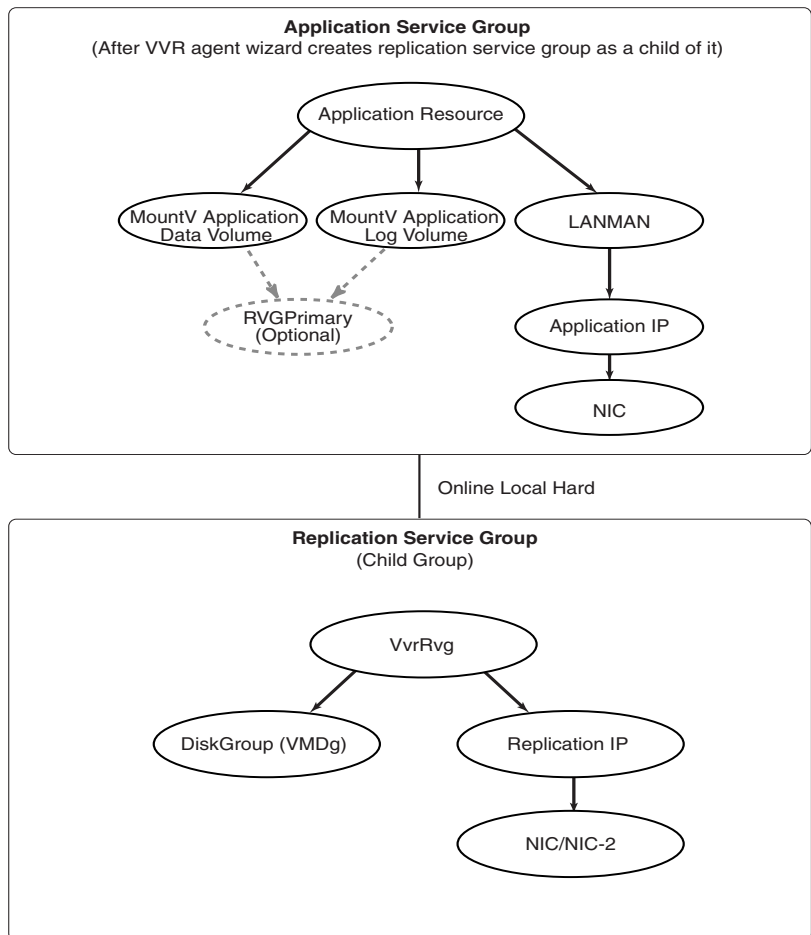 Application Service Group
(After VVR agent wizard creates replication service group as a child of it)
Application Resource
MountV Application
Data Volume
MountV Application
Log Volume
LANMAN
RVGPrimary
(Optional)
Application IP
NIC
Online Local Hard
Replication Service Group
(Child Group)
VvrRvg
DiskGroup (VMDg)
Replication IP
NIC/NIC-2